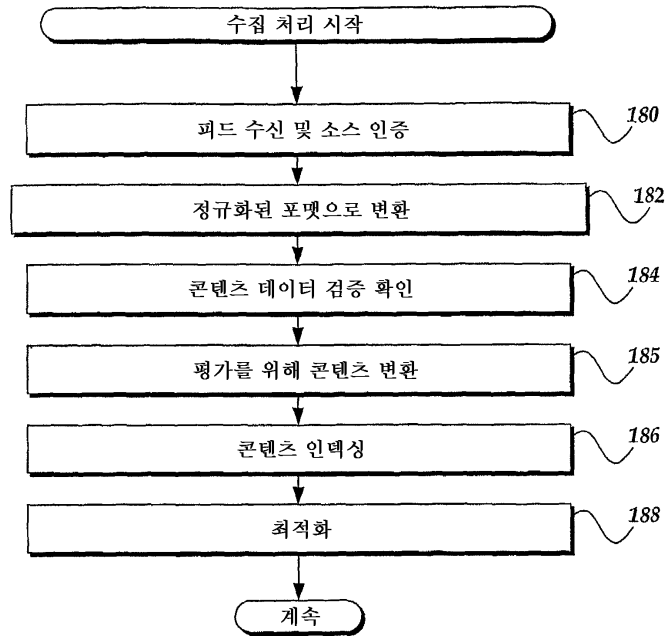 수집 처리 시작
피드 수신 및 소스 인증
180
정규화된 포맷으로 변환
182
콘텐츠 데이터 검증 확인
184
평가를 위해 콘텐츠 변환
185
콘텐츠 인덱싱
186
최적화
188
계속